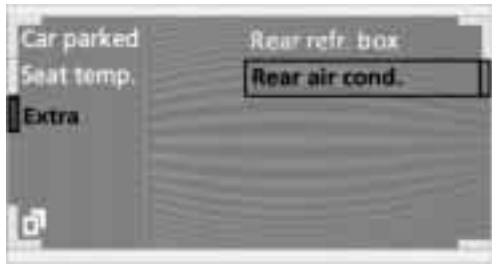 Car parked
Seat temp.
Extra
Rear refr. box
Rear air cond.